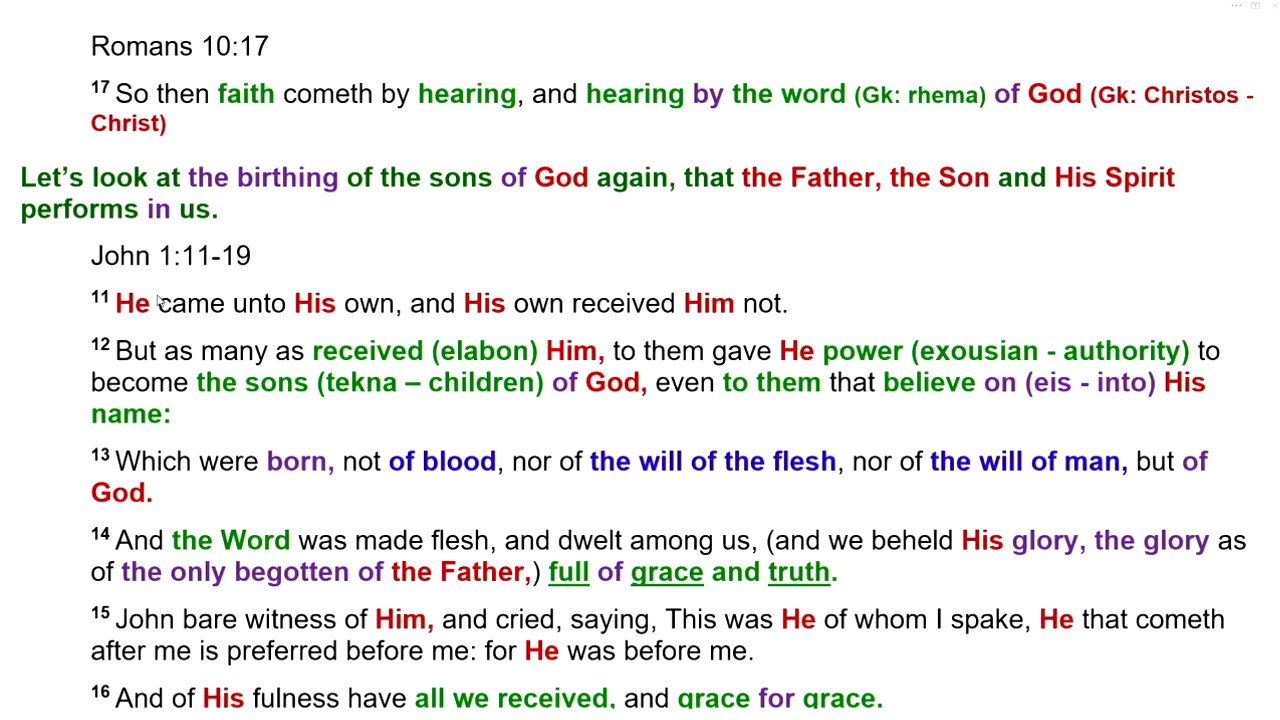 Romans 10:17
17 So then faith cometh by hearing, and hearing by the word (Gk: rhema) of God (Gk: Christos -
Christ)
Let's look at the birthing of the sons of God again, that the Father, the Son and His Spirit
performs in us.
John 1:11-19
11 He came unto His own, and His own received Him not.
12 But as many as received (elabon) Him, to them gave He power (exousian - authority) to
become the sons (tekna – children) of God, even to them that believe on (eis - into) His
name:
13 Which were born, not of blood, nor of the will of the flesh, nor of the will of man, but of
God.
14 And the Word was made flesh, and dwelt among us, (and we beheld His glory, the glory as
of the only begotten of the Father,) full of grace and truth.
15 John bare witness of Him, and cried, saying, This was He of whom I spake, He that cometh
after me is preferred before me: for He was before me.
16 And of His fulness have all we received, and grace for grace.